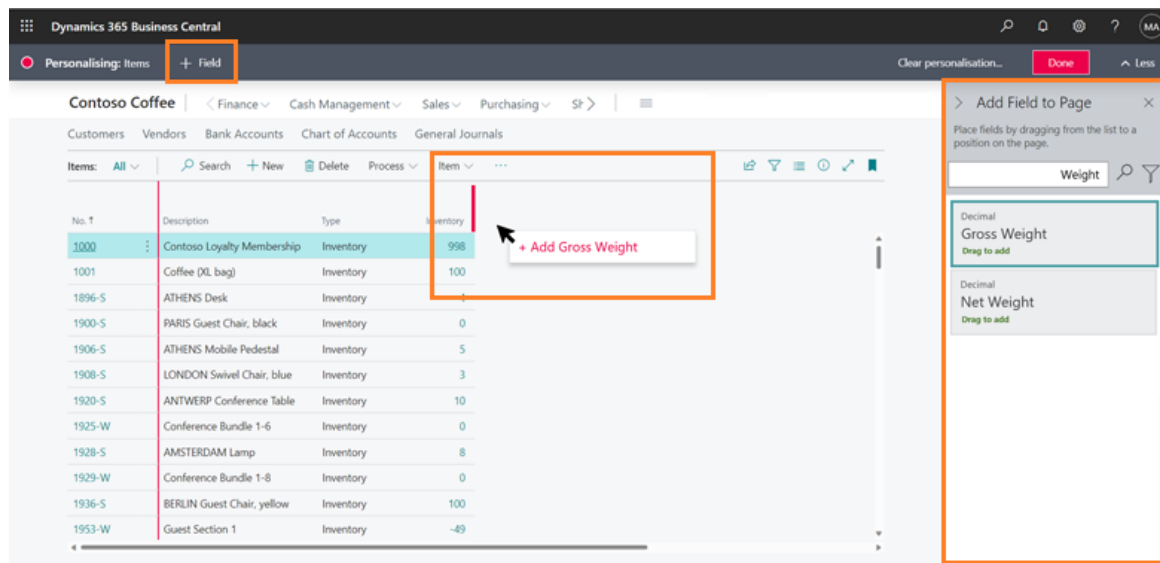 Dynamics 365 Business Central ? MA
Personalising: Items + Field Clear personalisation... Done Less
Contoso Coffee Finance Cash Management Sales Purchasing
Customers Vendors Bank Accounts Chart of Accounts General Journals
Items: All Search + New Delete Process Item ...
No. ↑ Description Type Inventory
1000 Contoso Loyalty Membership Inventory 998
+ Add Gross Weight
1001 Coffee (XL bag) Inventory 100
1896-S ATHENS Desk Inventory
1900-S PARIS Guest Chair, black Inventory 0
1906-S ATHENS Mobile Pedestal Inventory 5
1908-S LONDON Swivel Chair, blue Inventory 3
1920-S ANTWERP Conference Table Inventory 10
1925-W Conference Bundle 1-6 Inventory 0
1928-S AMSTERDAM Lamp Inventory 8
1929-W Conference Bundle 1-8 Inventory 0
1936-S BERLIN Guest Chair, yellow Inventory 100
1953-W Guest Section 1 Inventory -49
Add Field to Page
Place fields by dragging from the list to a
position on the page.
Weight
Decimal
Gross Weight
Drag to add
Decimal
Net Weight
Drag to add